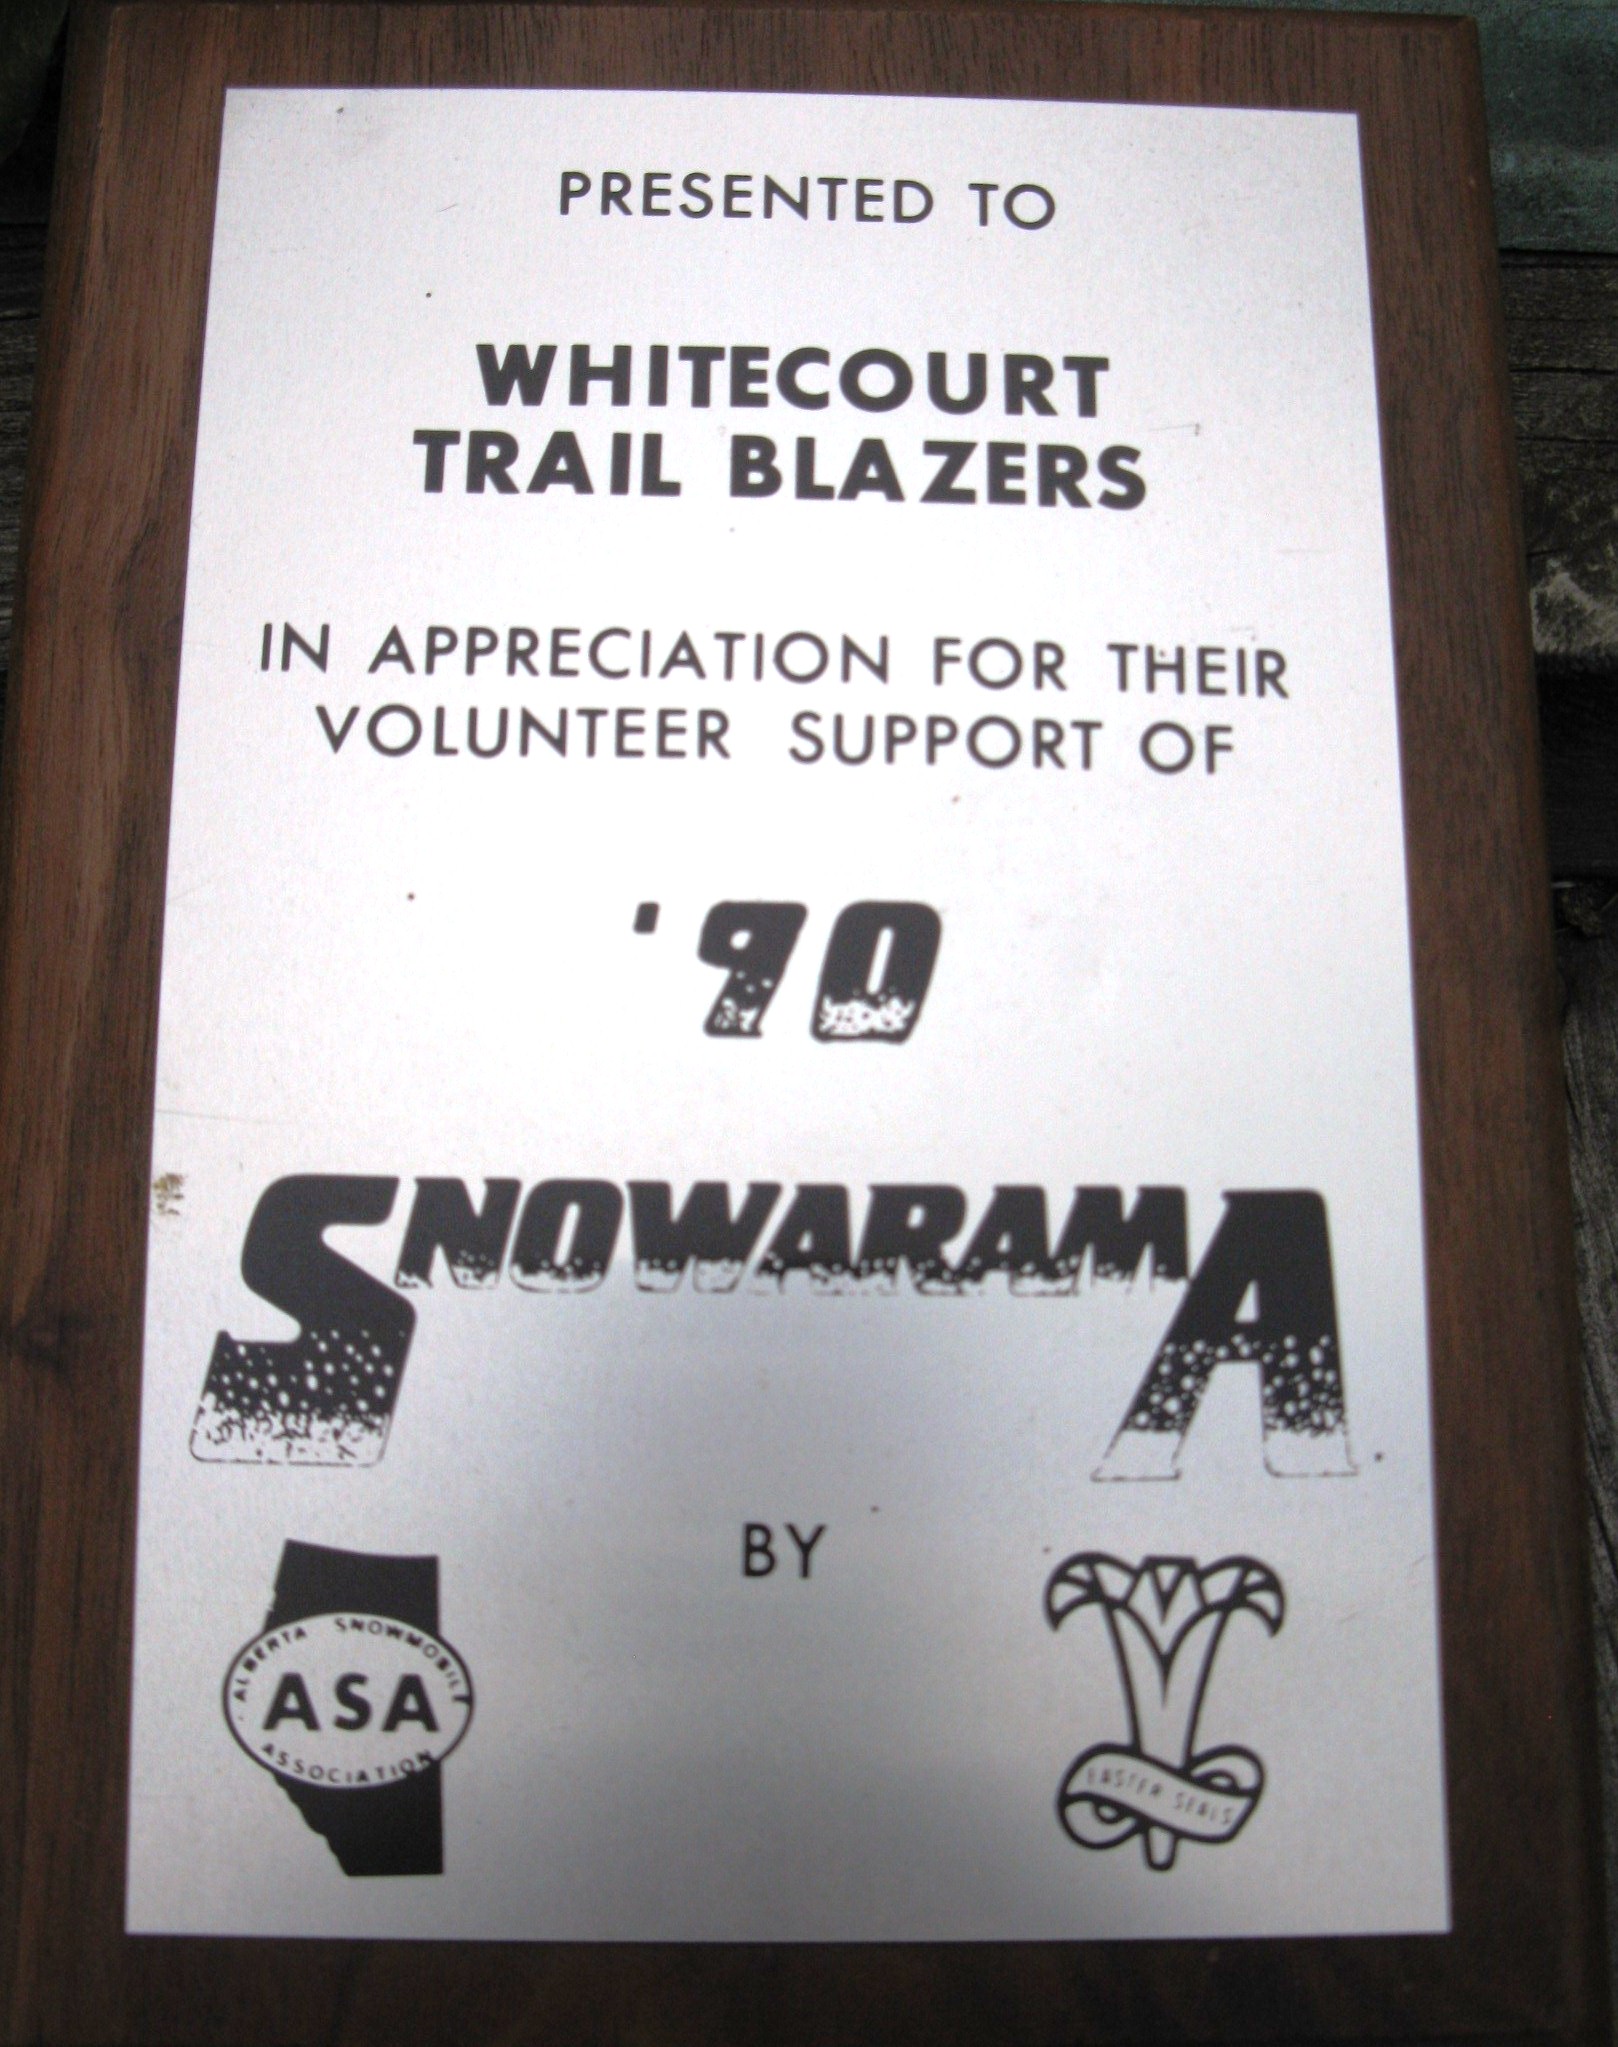 PRESENTED TO
WHITECOURT
TRAIL BLAZERS
IN APPRECIATION FOR THEIR
VOLUNTEER SUPPORT OF
'90
SNOWARAMA
BY
ALBERTA SNOWMOBILE
ASA
ASSOCIATION
EASTER SEALS